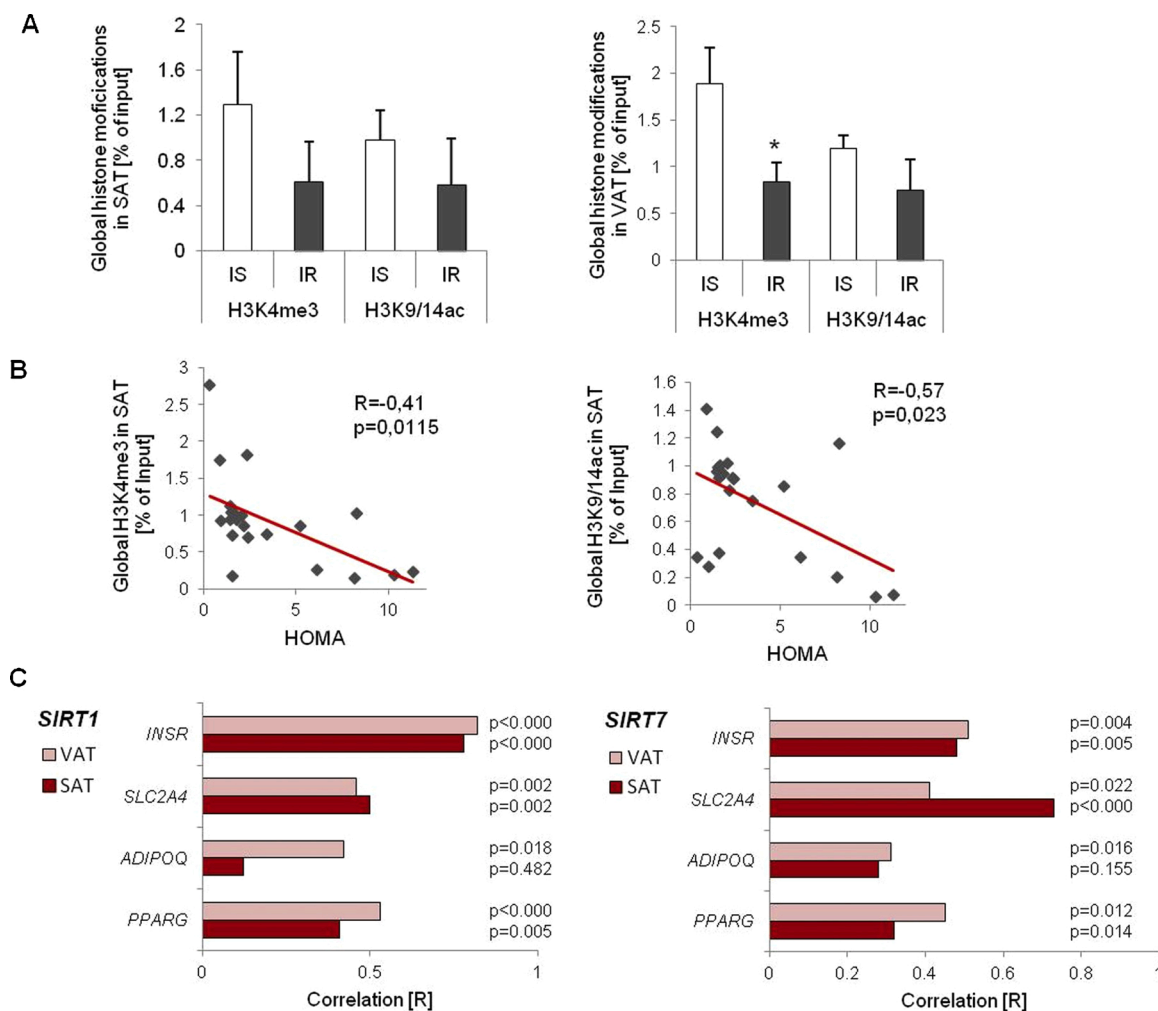 A
Global histone moficications
in SAT [% of input]
2
1.6
1.2
0.8
0.4
0
IS
IR
IS
IR
H3K4me3
H3K9/14ac
Global histone modifications
in VAT [% of input]
2.5
2
1.5
1
0.5
0
*
IS
IR
IS
IR
H3K4me3
H3K9/14ac
B
Global H3K4me3 in SAT
[% of Input]
3
2.5
2
1.5
1
0.5
0
R=-0,41
p=0,0115
0
5
10
HOMA
Global H3K9/14ac in SAT
[% of Input]
1.6
1.4
1.2
1
0.8
0.6
0.4
0.2
0
R=-0,57
p=0,023
0
5
10
HOMA
C
SIRT1
VAT
SAT
INSR
p<0.000
p<0.000
SLC2A4
p=0.002
p=0.002
ADIPOQ
p=0.018
p=0.482
PPARG
p<0.000
p=0.005
0
0.5
1
Correlation [R]
SIRT7
VAT
SAT
INSR
p=0.004
p=0.005
SLC2A4
p=0.022
p<0.000
ADIPOQ
p=0.016
p=0.155
PPARG
p=0.012
p=0.014
0
0.2
0.4
0.6
0.8
1
Correlation [R]